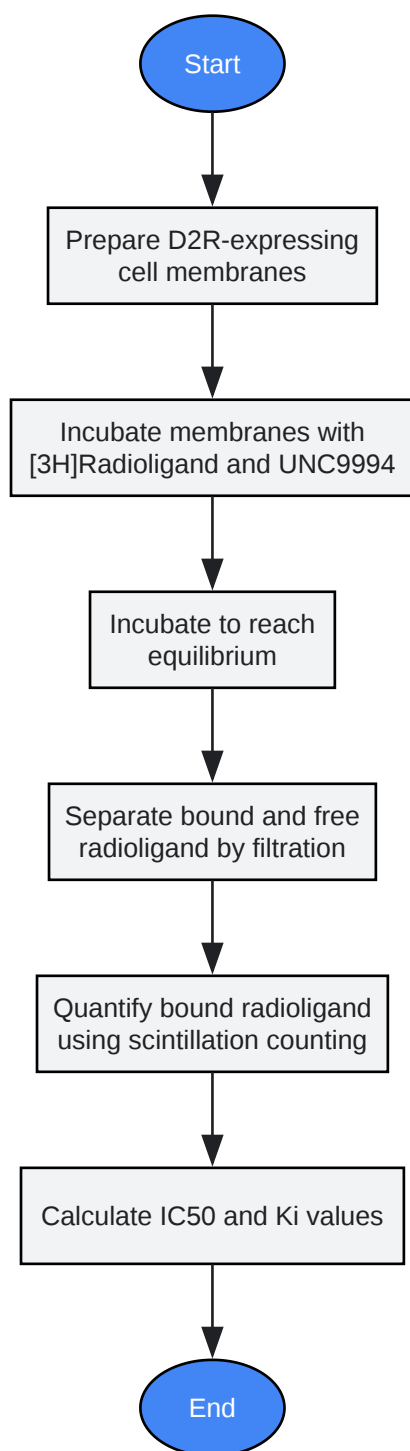 Start
Prepare D2R-expressing
cell membranes
Incubate membranes with
[3H]Radioligand and UNC9994
Incubate to reach
equilibrium
Separate bound and free
radioligand by filtration
Quantify bound radioligand
using scintillation counting
Calculate IC50 and Ki values
End